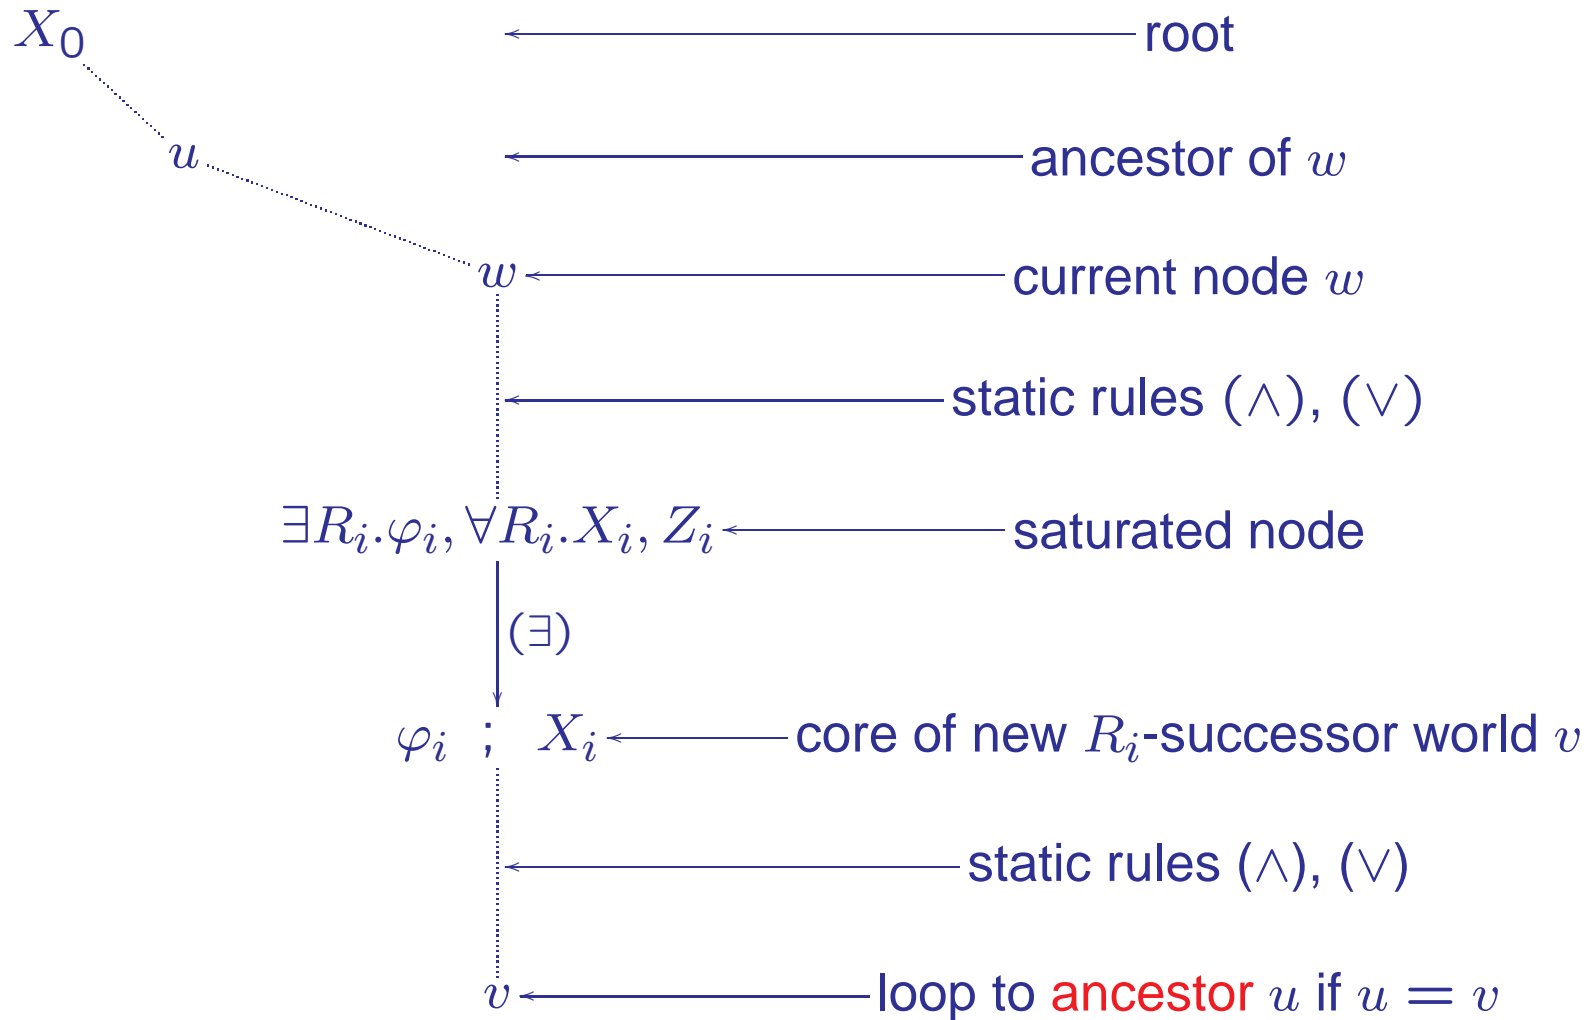 X₀ root
u ancestor of w
w current node w
static rules (∧), (∨)
∃Rᵢ.φᵢ, ∀Rᵢ.Xᵢ, Zᵢ saturated node
(∃)
φᵢ ; Xᵢ core of new Rᵢ-successor world v
static rules (∧), (∨)
v loop to ancestor u if u = v